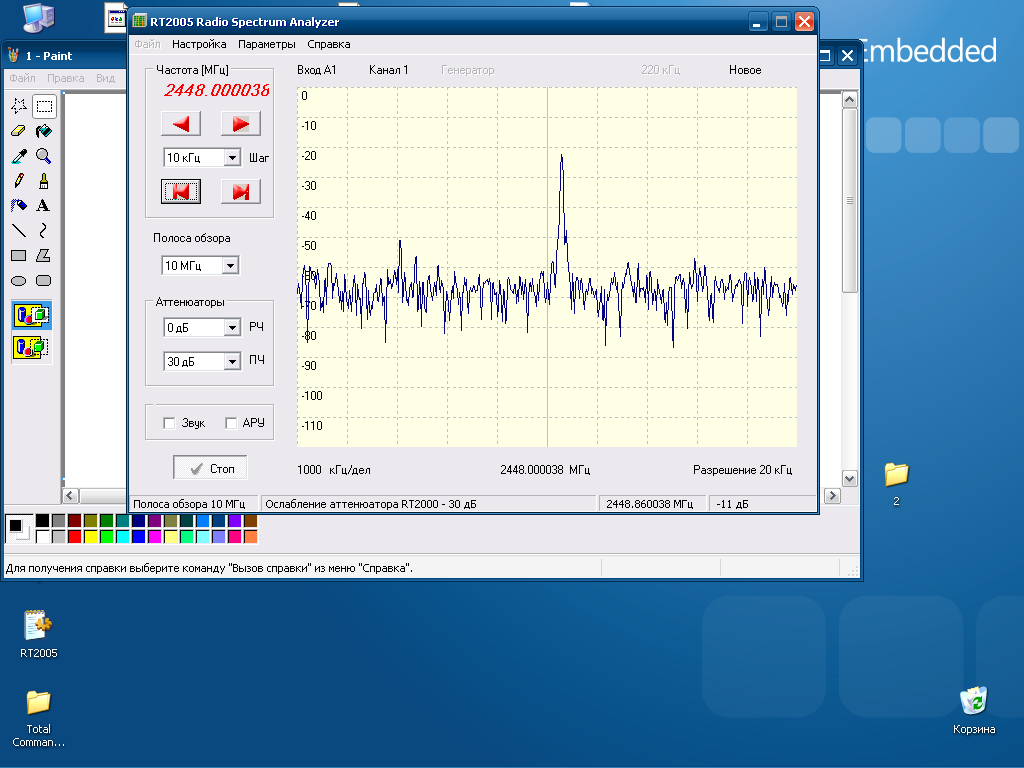 RT2005 Radio Spectrum Analyzer
Файл Настройка Параметры Справка
1 - Paint
Файл Правка Вид
Embedded
Частота [МГц]
2448.000038
10 кГц Шаг
Полоса обзора
10 МГц
Аттенюаторы
0 дБ РЧ
30 дБ ПЧ
Звук АРУ
Стоп
Вход А1 Канал 1 Генератор 220 кГц Новое
0
-10
-20
-30
-40
-50
-60
-70
-80
-90
-100
-110
1000 кГц/дел 2448.000038 МГц Разрешение 20 кГц
Полоса обзора 10 МГц Ослабление аттенюатора RT2000 - 30 дБ 2448.860038 МГц -11 дБ
2
Для получения справки выберите команду "Вызов справки" из меню "Справка".
RT2005
Total
Comman...
Корзина